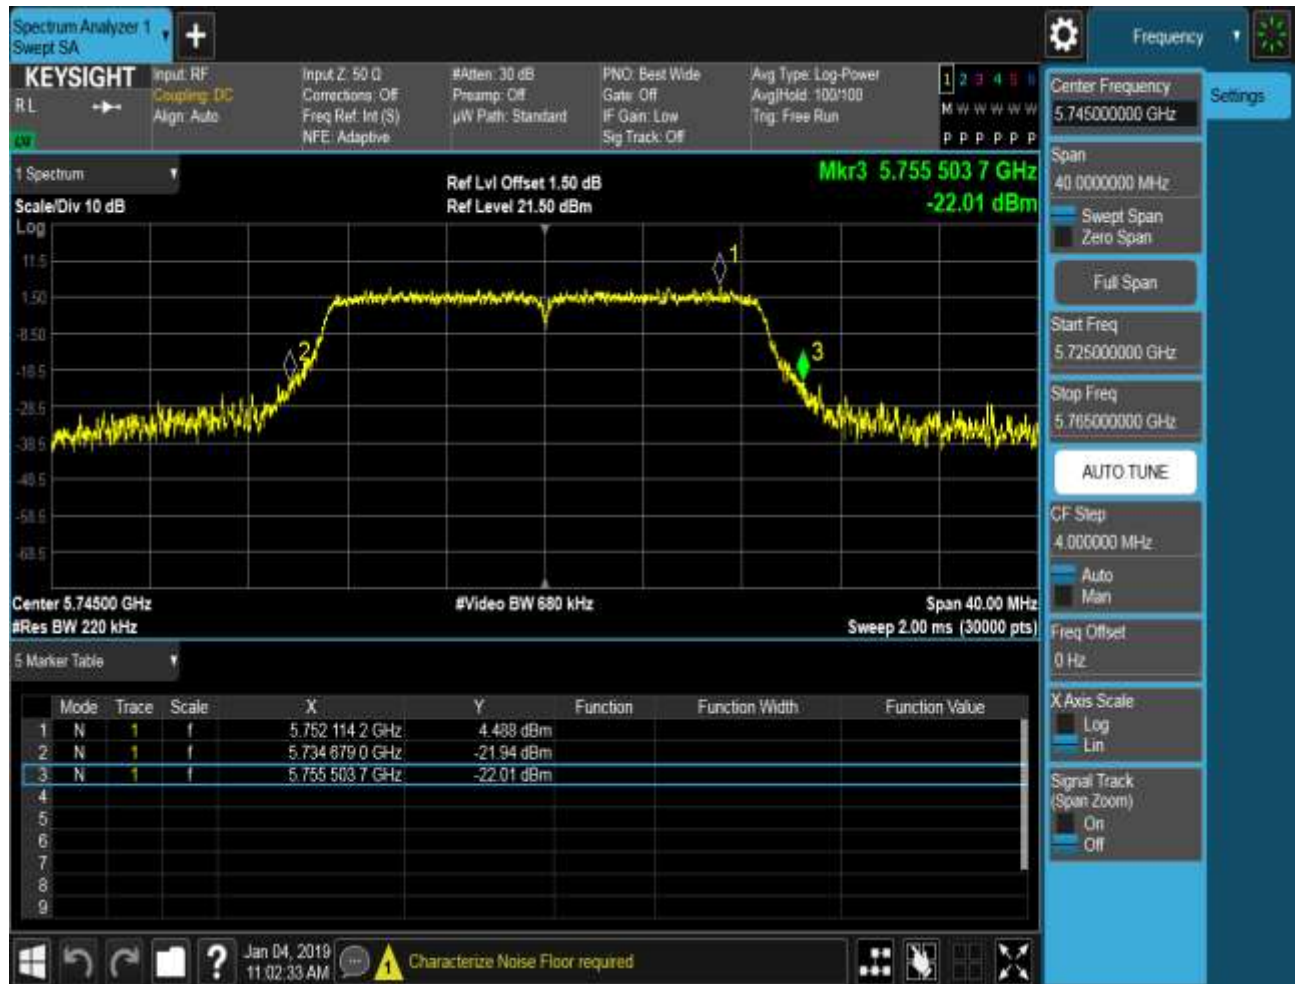 Spectrum Analyzer 1
Swept SA
Frequency
KEYSIGHT
RL
Input: RF
Coupling: DC
Align: Auto
Input Z: 50 Ω
Corrections: Off
Freq Ref: Int (S)
NFE: Adaptive
#Atten: 30 dB
Preamp: Off
µW Path: Standard
PNO: Best Wide
Gate: Off
IF Gain: Low
Sig Track: Off
Avg Type: Log-Power
Avg|Hold: 100/100
Trig: Free Run
1 2 3 4 5 6
M W W W W W
P P P P P P
1 Spectrum
Scale/Div 10 dB
Log
Ref Lvl Offset 1.50 dB
Ref Level 21.50 dBm
Mkr3 5.755 503 7 GHz
-22.01 dBm
11.5
1.50
-8.50
-18.5
-28.5
-38.5
-48.5
-58.5
-68.5
1
2
3
Center 5.74500 GHz
#Res BW 220 kHz
#Video BW 680 kHz
Span 40.00 MHz
Sweep 2.00 ms (30000 pts)
5 Marker Table
Mode Trace Scale X Y Function Function Width Function Value
1 N 1 f 5.752 114 2 GHz 4.488 dBm
2 N 1 f 5.734 679 0 GHz -21.94 dBm
3 N 1 f 5.755 503 7 GHz -22.01 dBm
4
5
6
7
8
9
Center Frequency
5.745000000 GHz
Settings
Span
40.0000000 MHz
Swept Span
Zero Span
Full Span
Start Freq
5.725000000 GHz
Stop Freq
5.765000000 GHz
AUTO TUNE
CF Step
4.000000 MHz
Auto
Man
Freq Offset
0 Hz
X Axis Scale
Log
Lin
Signal Track
(Span Zoom)
On
Off
?
Jan 04, 2019
11:02:33 AM
1
Characterize Noise Floor required